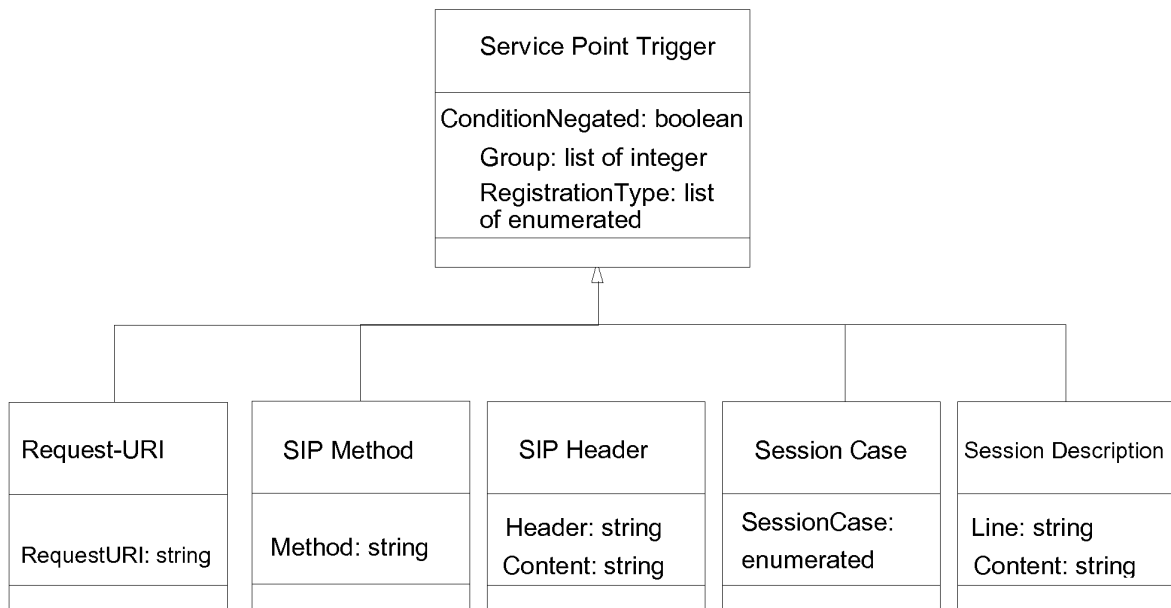 Service Point Trigger
ConditionNegated: boolean
Group: list of integer
RegistrationType: list
of enumerated
Request-URI
RequestURI: string
SIP Method
Method: string
SIP Header
Header: string
Content: string
Session Case
SessionCase:
enumerated
Session Description
Line: string
Content: string